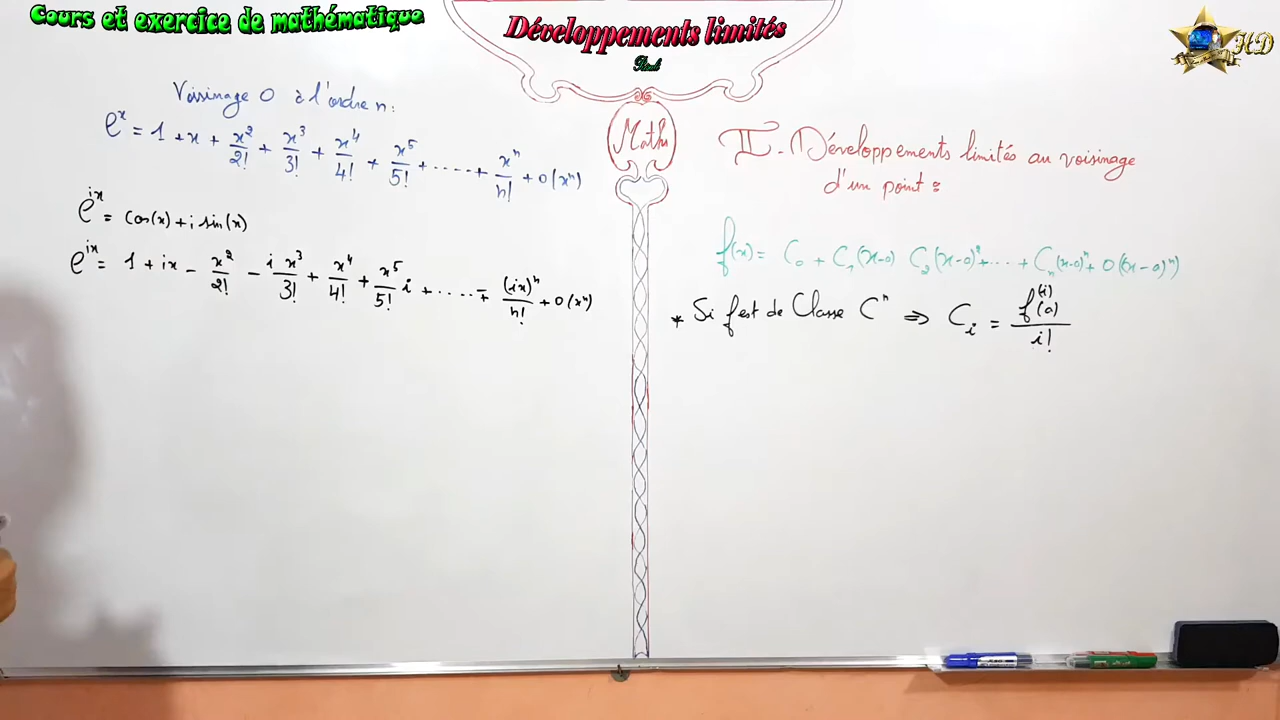 Cours et exercice de mathématique
Développements limités
HD
Maths
Voisinage 0 à l'ordre n:
e^x = 1 + x + x²/2! + x³/3! + x⁴/4! + x⁵/5! + ..... + xⁿ/n! + o(xⁿ)
e^ix = cos(x) + i sin(x)
e^ix = 1 + ix - x²/2! - i x³/3! + x⁴/4! + x⁵/5! i + ..... + (ix)ⁿ/n! + o(xⁿ)
II - Développements limités au voisinage
d'un point :
f(x) = C₀ + C₁(x-0) C₂(x-0)² + ... + Cₙ(x-0)ⁿ + o((x-0)ⁿ)
* Si f est de Classe Cⁿ ⇒ Cᵢ = f⁽ⁱ⁾(0)/i!